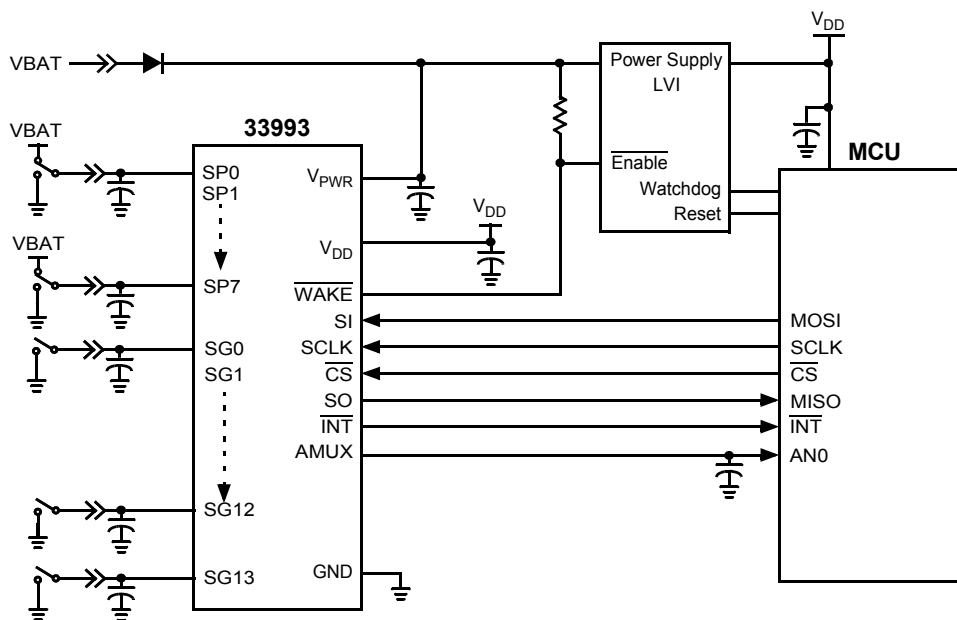 VDD
VBAT
Power Supply
LVI
VBAT
33993
MCU
SP0
SP1
VPWR
Enable
Watchdog
Reset
VDD
VBAT
VDD
SP7
WAKE
SI
MOSI
SG0
SCLK
SCLK
SG1
CS
CS
SO
MISO
INT
INT
AMUX
AN0
SG12
SG13
GND